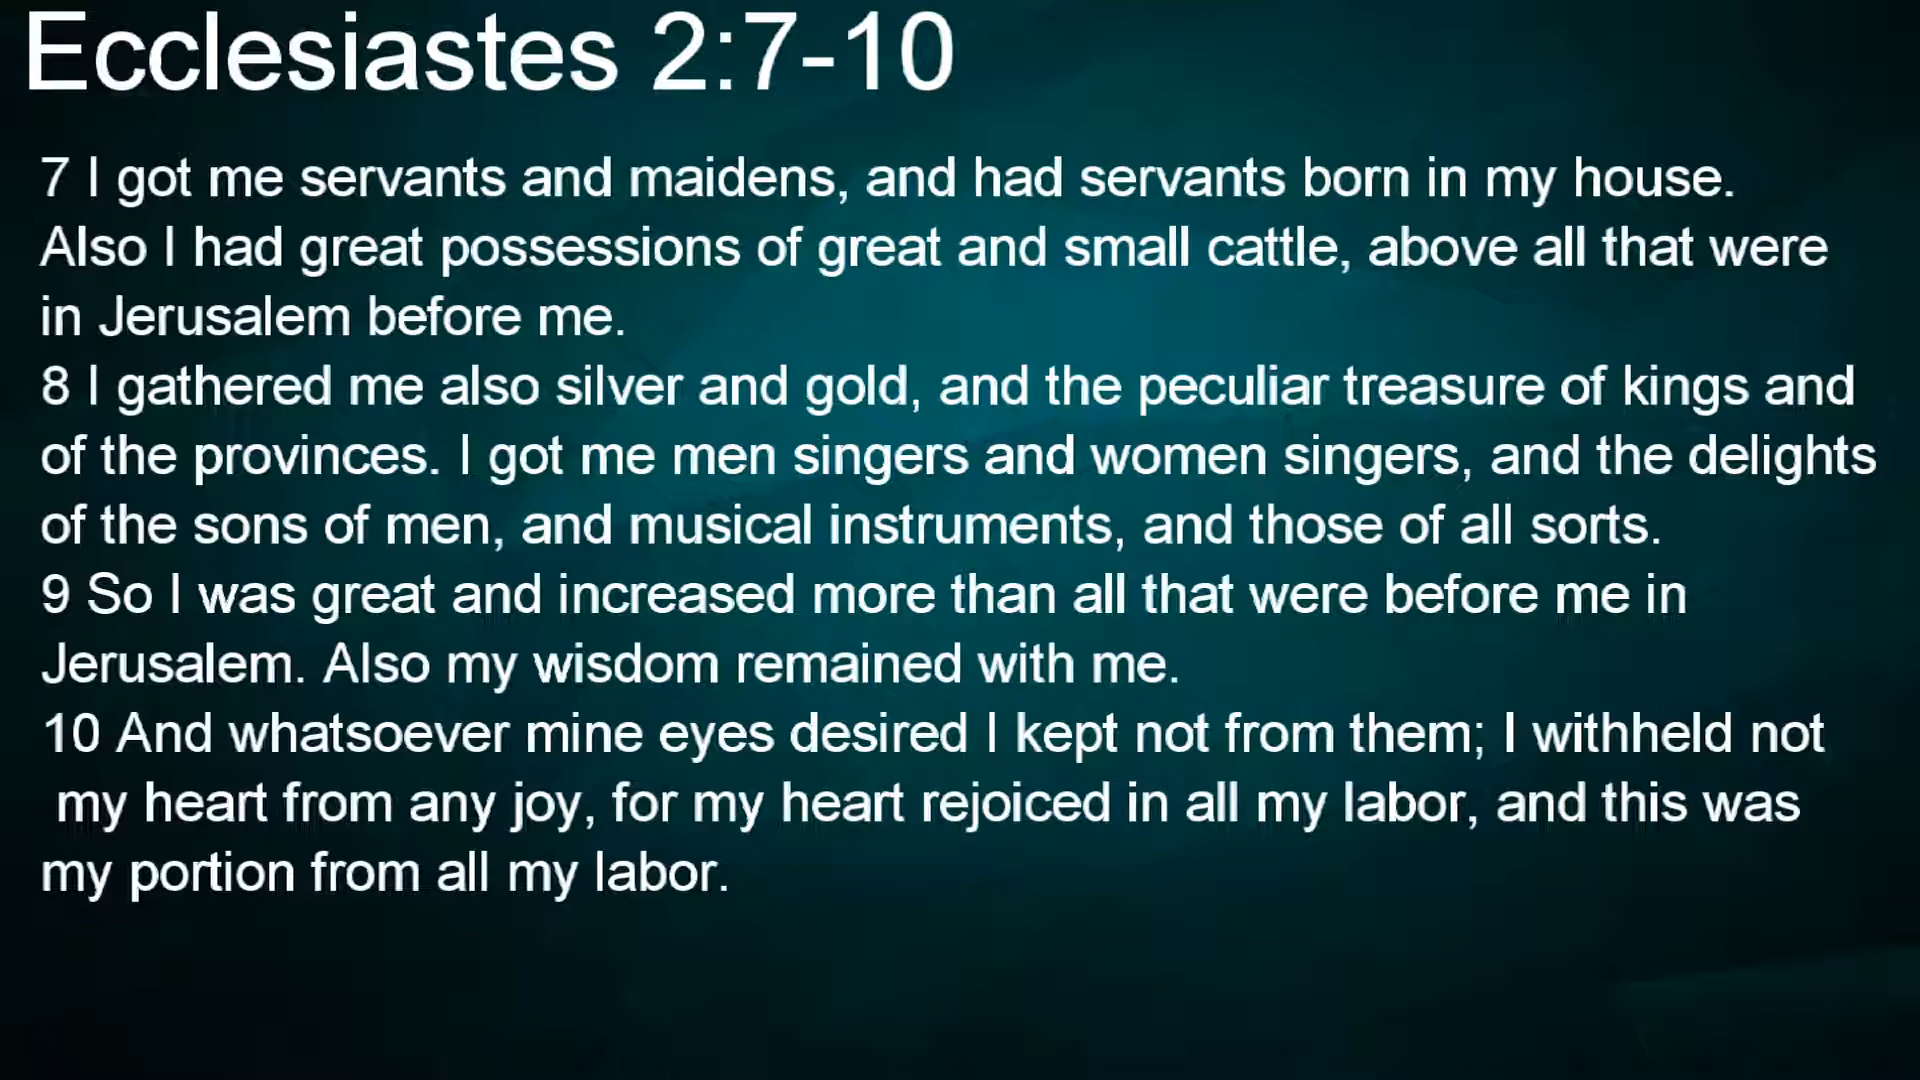 Ecclesiastes 2:7-10
7 I got me servants and maidens, and had servants born in my house.
Also I had great possessions of great and small cattle, above all that were
in Jerusalem before me.
8 I gathered me also silver and gold, and the peculiar treasure of kings and
of the provinces. I got me men singers and women singers, and the delights
of the sons of men, and musical instruments, and those of all sorts.
9 So I was great and increased more than all that were before me in
Jerusalem. Also my wisdom remained with me.
10 And whatsoever mine eyes desired I kept not from them; I withheld not
my heart from any joy, for my heart rejoiced in all my labor, and this was
my portion from all my labor.